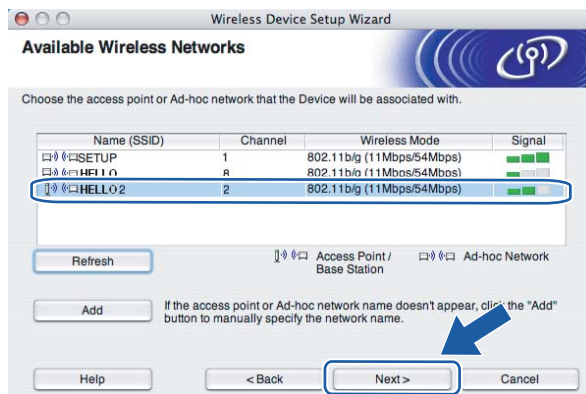 Wireless Device Setup Wizard
Available Wireless Networks
Choose the access point or Ad-hoc network that the Device will be associated with.
Name (SSID) Channel Wireless Mode Signal
SETUP 1 802.11b/g (11Mbps/54Mbps)
HELLO 8 802.11b/g (11Mbps/54Mbps)
HELLO2 2 802.11b/g (11Mbps/54Mbps)
Refresh
Access Point /
Base Station
Ad-hoc Network
Add
If the access point or Ad-hoc network name doesn't appear, click the "Add"
button to manually specify the network name.
Help < Back Next > Cancel